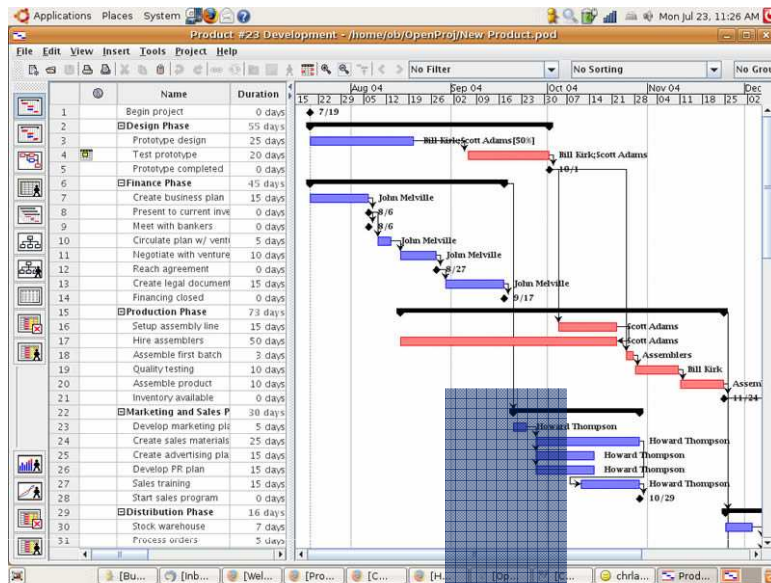 Applications Places System Mon Jul 23, 11:26 AM
Product #23 Development - /home/ob/OpenProj/New Product.pod
File Edit View Insert Tools Project Help
No Filter No Sorting No Grou
Name Duration Aug 04 Sep 04 Oct 04 Nov 04 Dec
15 22 29 05 12 19 26 02 09 16 23 30 07 14 21 28 04 11 18 25 02
1 Begin project 0 days 7/19
2 Design Phase 55 days
3 Prototype design 25 days Bill Kirk;Scott Adams[50%]
4 Test prototype 20 days Bill Kirk;Scott Adams
5 Prototype completed 0 days 10/1
6 Finance Phase 45 days
7 Create business plan 15 days John Melville
8 Present to current inve 0 days 8/6
9 Meet with bankers 0 days 8/6
10 Circulate plan w/ vent 5 days John Melville
11 Negotiate with venture 10 days John Melville
12 Reach agreement 0 days 8/27
13 Create legal document 15 days John Melville
14 Financing closed 0 days 9/17
15 Production Phase 73 days
16 Setup assembly line 15 days Scott Adams
17 Hire assemblers 50 days Scott Adams
18 Assemble first batch 3 days Assemblers
19 Quality testing 10 days Bill Kirk
20 Assemble product 10 days Assem
21 Inventory available 0 days 11/24
22 Marketing and Sales P 30 days
23 Develop marketing pla 5 days Howard Thompson
24 Create sales materials 25 days Howard Thompson
25 Create advertising pla 15 days Howard Thompson
26 Develop PR plan 15 days Howard Thompson
27 Sales training 15 days Howard Thompson
28 Start sales program 0 days 10/29
29 Distribution Phase 16 days
30 Stock warehouse 7 days
31 Process orders 5 days
[Bu... [Inb... [Wel... [Pro... [C... [H... [Op... [C... chrla... Prod...